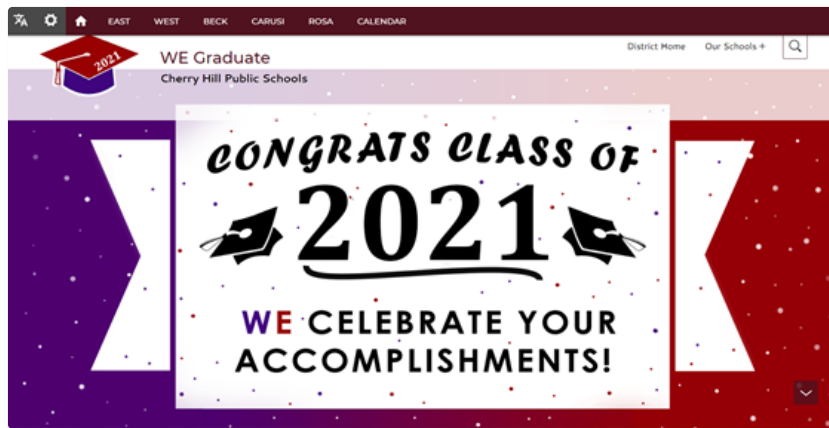 EAST WEST BECK CARUSI ROSA CALENDAR
2021
WE Graduate
Cherry Hill Public Schools
District Home Our Schools +
CONGRATS CLASS OF
2021
WE CELEBRATE YOUR
ACCOMPLISHMENTS!